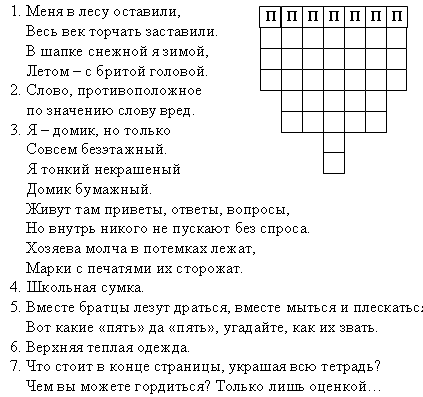 П П П П П П П
1. Меня в лесу оставили,
Весь век торчать заставили.
В шапке снежной я зимой,
Летом – с бритой головой.
2. Слово, противоположное
по значению слову вред.
3. Я – домик, но только
Совсем безэтажный.
Я тонкий некрашеный
Домик бумажный.
Живут там приветы, ответы, вопросы,
Но внутрь никого не пускают без спроса.
Хозяева молча в потемках лежат,
Марки с печатями их сторожат.
4. Школьная сумка.
5. Вместе братцы лезут драться, вместе мыться и плескаться
Вот какие «пять» да «пять», угадайте, как их звать.
6. Верхняя теплая одежда.
7. Что стоит в конце страницы, украшая всю тетрадь?
Чем вы можете гордиться? Только лишь оценкой…